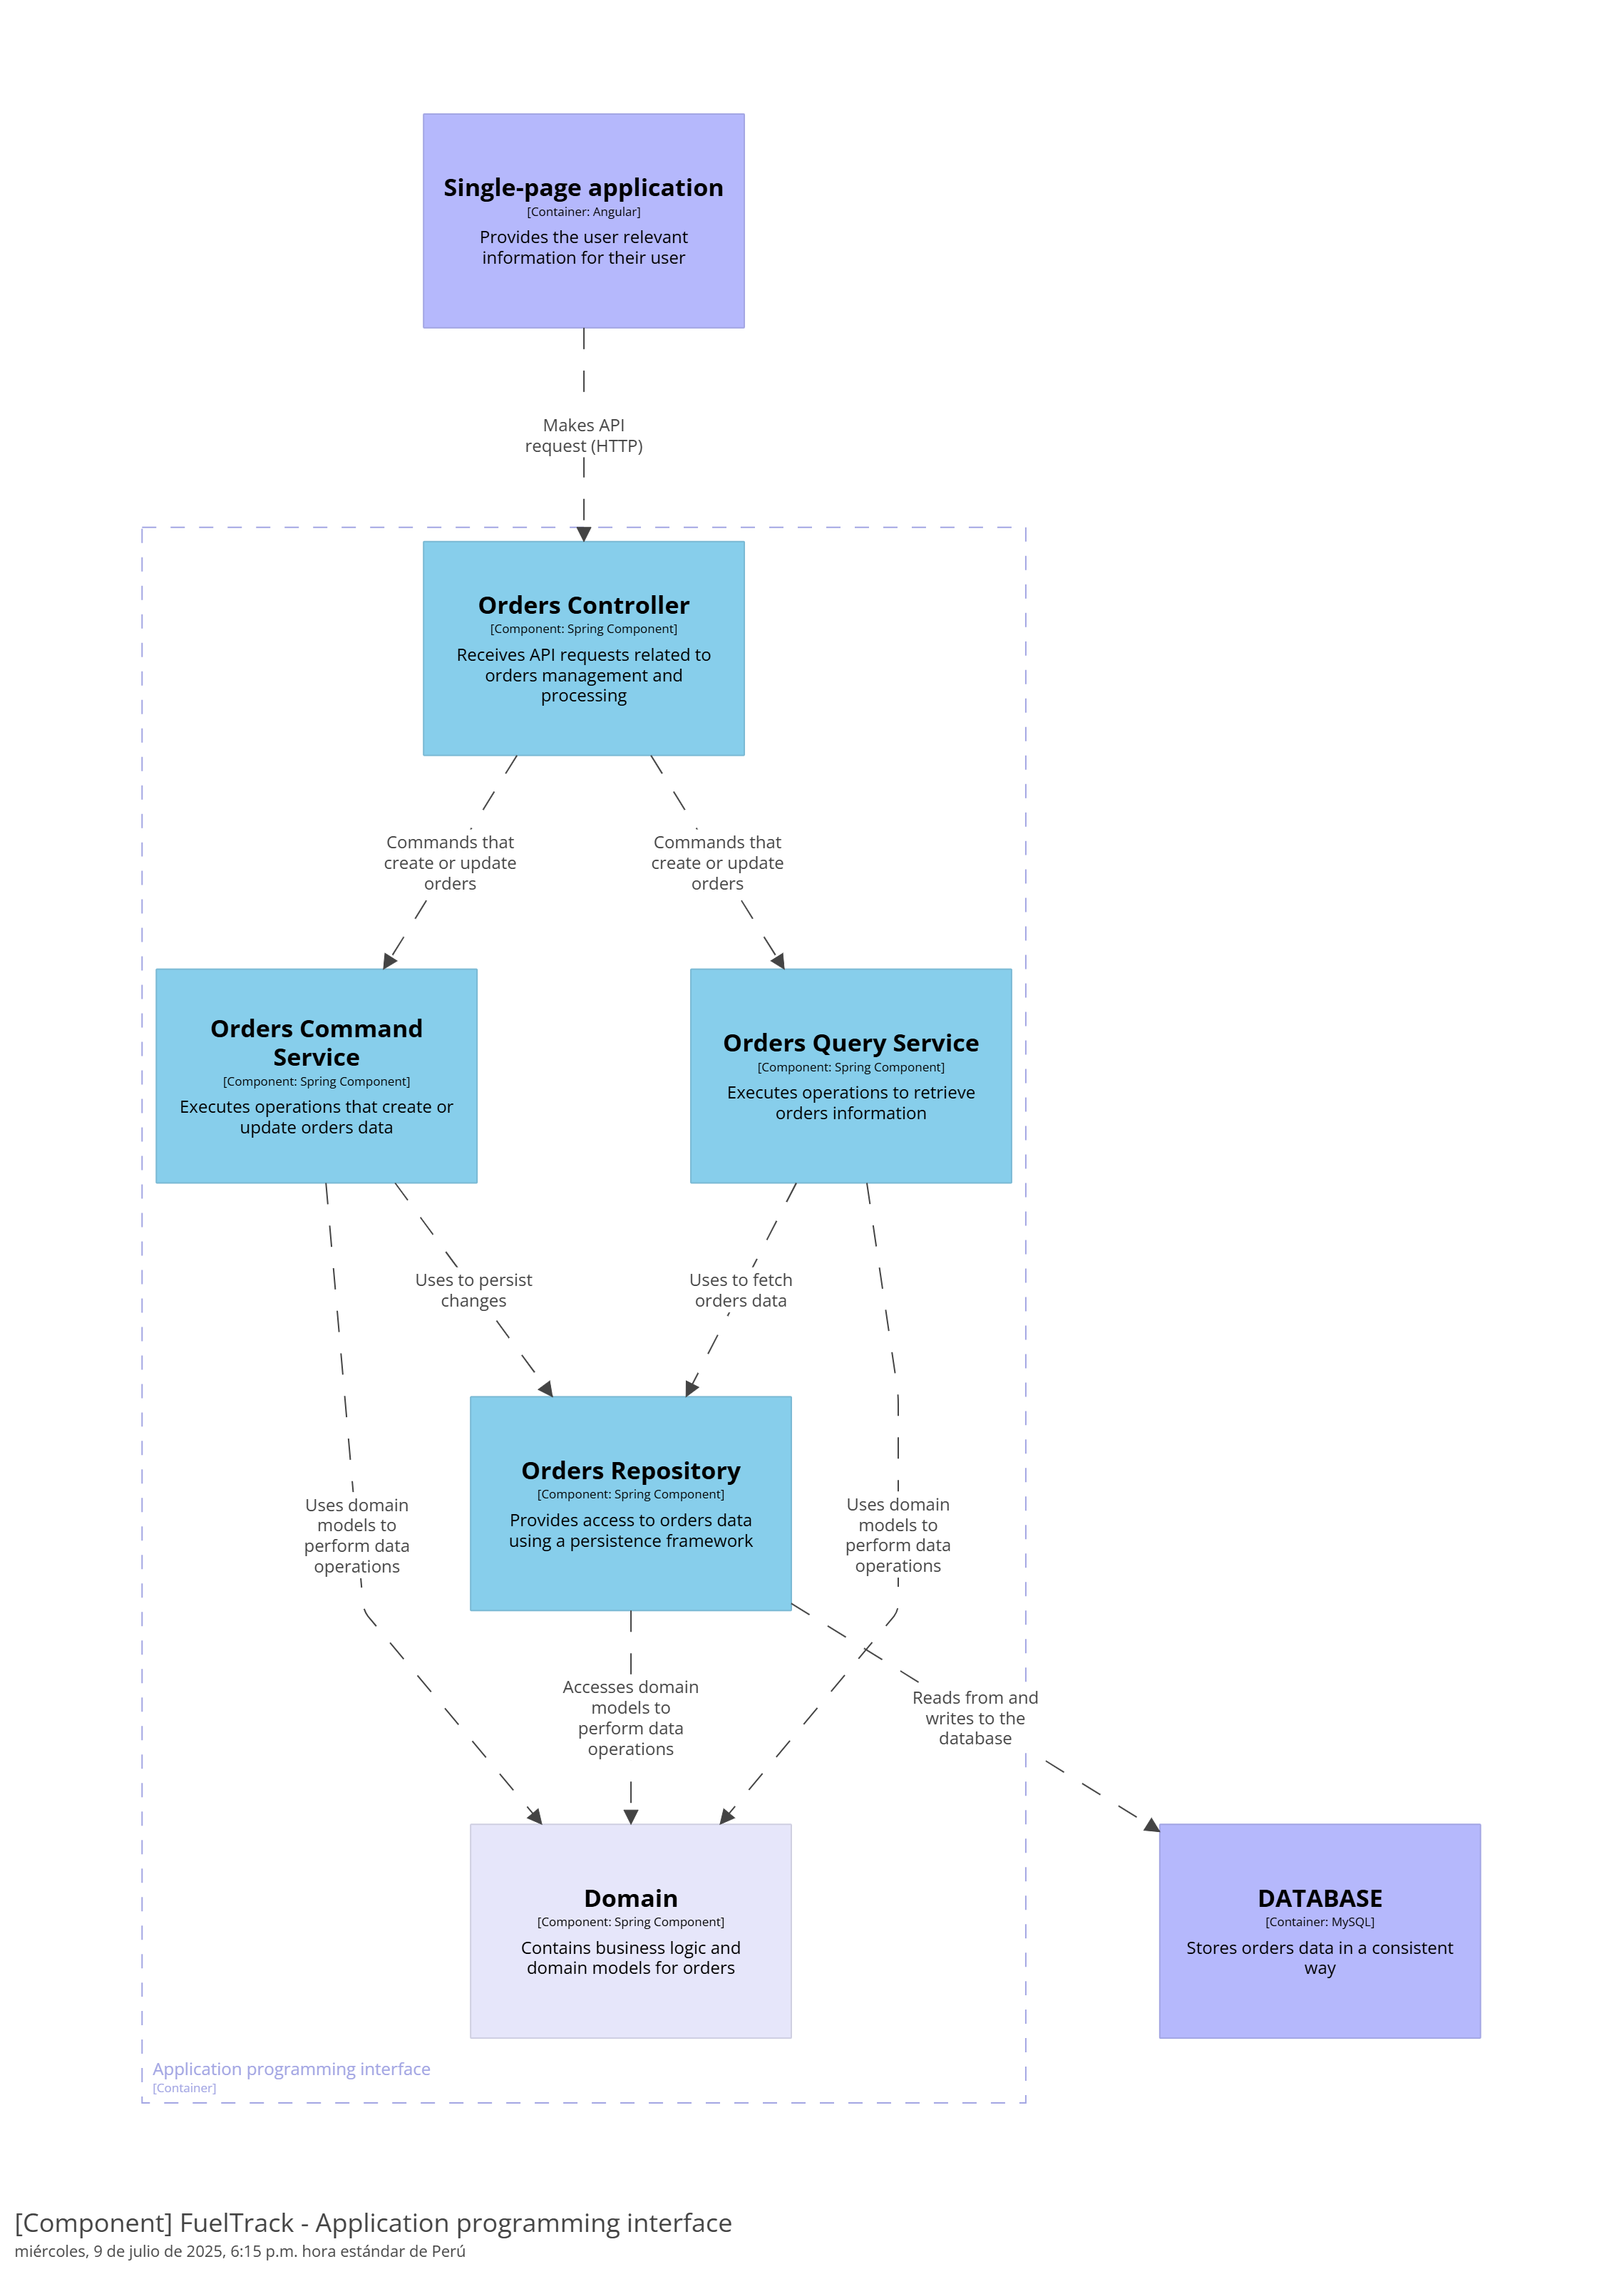 Single-page application
[Container: Angular]
Provides the user relevant
information for their user
Makes API
request (HTTP)
Orders Controller
[Component: Spring Component]
Receives API requests related to
orders management and
processing
Commands that
create or update
orders
Commands that
create or update
orders
Orders Command
Service
[Component: Spring Component]
Executes operations that create or
update orders data
Orders Query Service
[Component: Spring Component]
Executes operations to retrieve
orders information
Uses to persist
changes
Uses to fetch
orders data
Orders Repository
[Component: Spring Component]
Provides access to orders data
using a persistence framework
Uses domain
models to
perform data
operations
Uses domain
models to
perform data
operations
Accesses domain
models to
perform data
operations
Reads from and
writes to the
database
Domain
[Component: Spring Component]
Contains business logic and
domain models for orders
DATABASE
[Container: MySQL]
Stores orders data in a consistent
way
Application programming interface
[Container]
[Component] FuelTrack - Application programming interface
miércoles, 9 de julio de 2025, 6:15 p.m. hora estándar de Perú